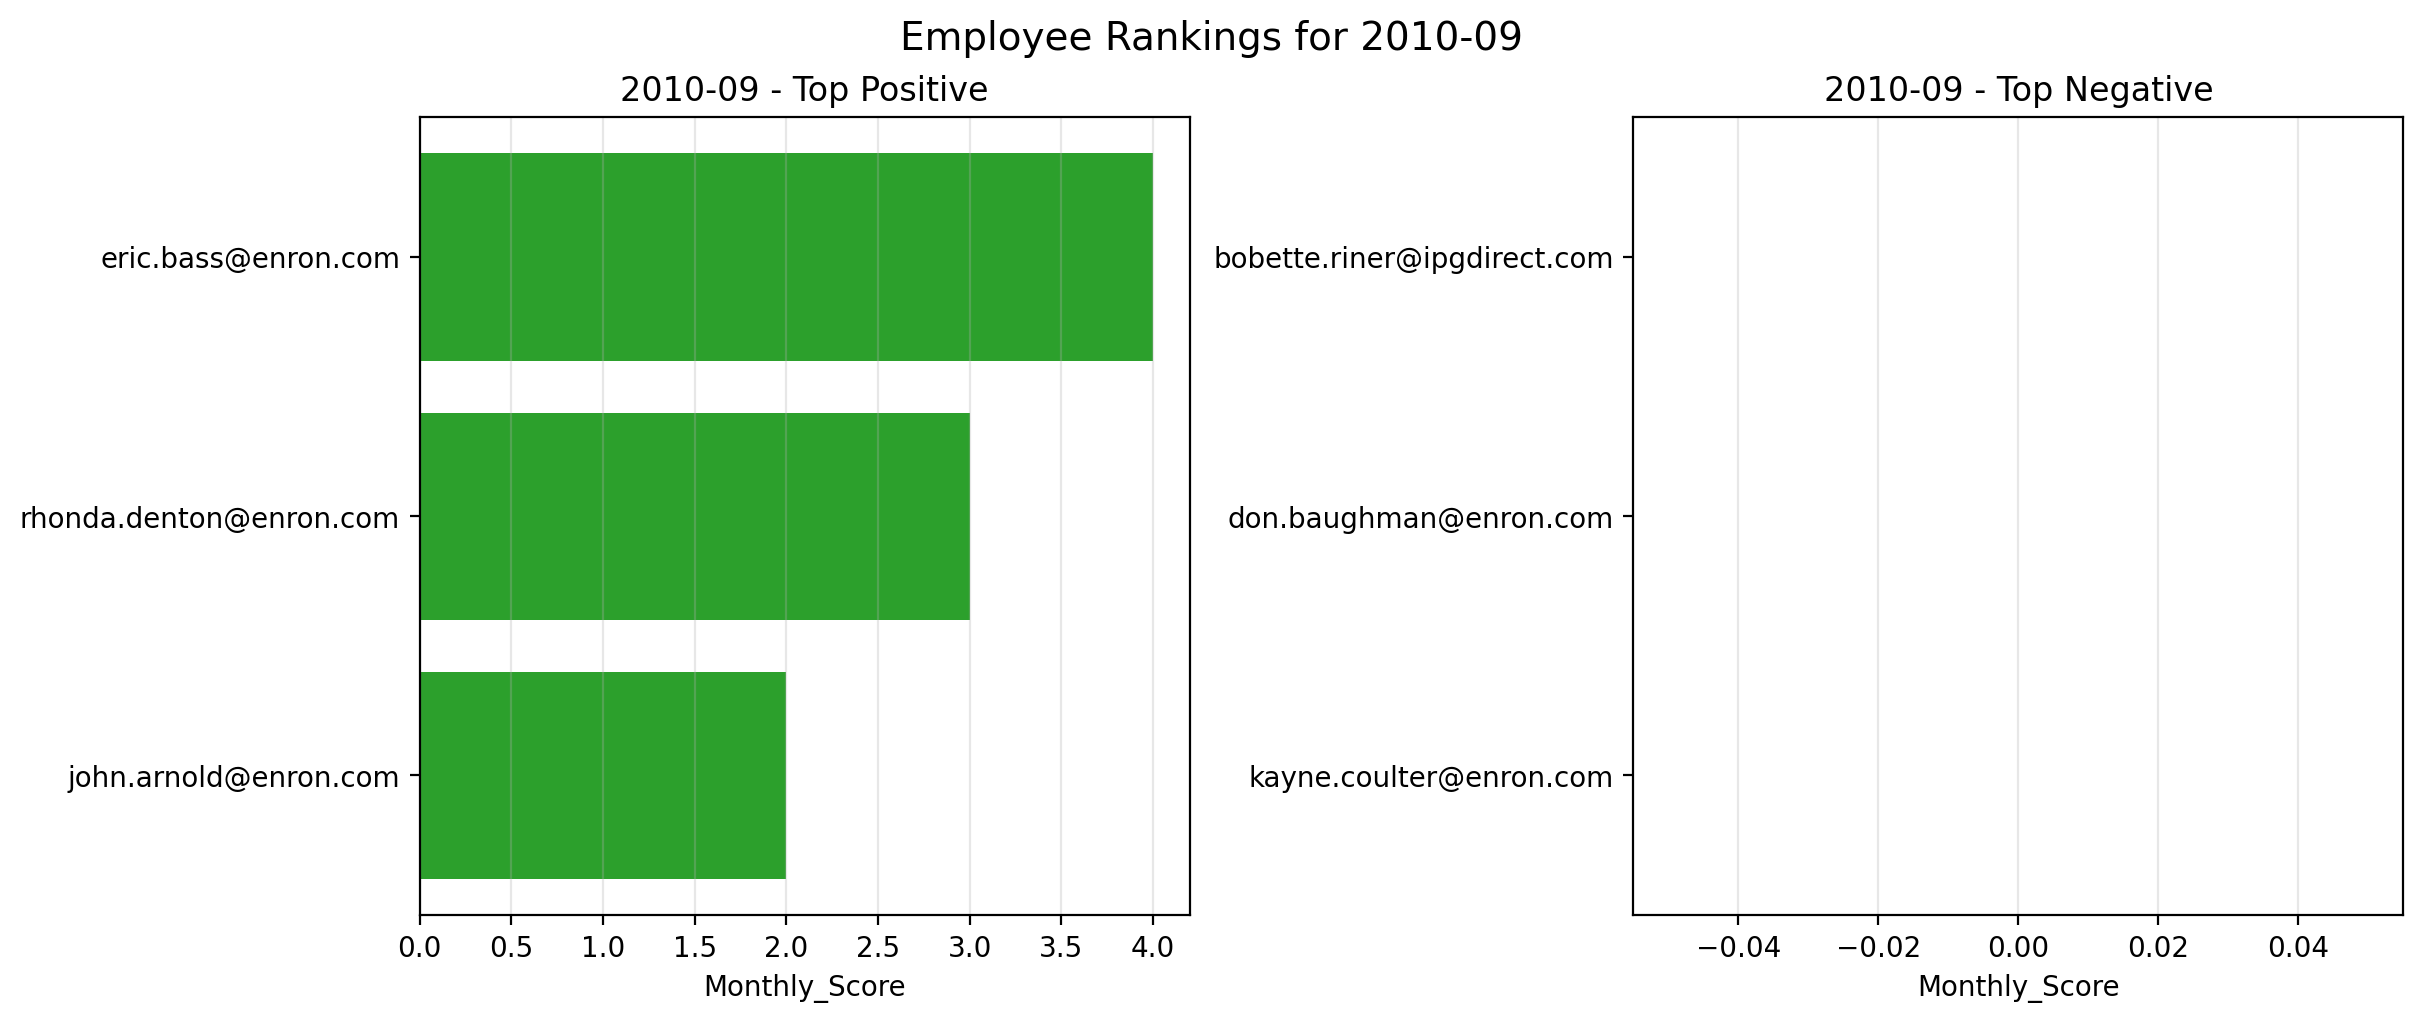 Employee Rankings for 2010-09
2010-09 - Top Positive
eric.bass@enron.com
rhonda.denton@enron.com
john.arnold@enron.com
0.0 0.5 1.0 1.5 2.0 2.5 3.0 3.5 4.0
Monthly_Score
2010-09 - Top Negative
bobette.riner@ipgdirect.com
don.baughman@enron.com
kayne.coulter@enron.com
−0.04 −0.02 0.00 0.02 0.04
Monthly_Score